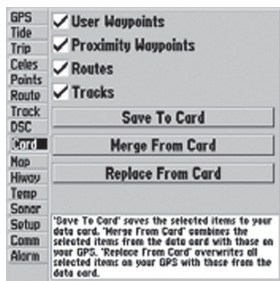 GPS
Tide
Trip
Celes
Points
Route
Track
DSC
Card
Map
Hiway
Temp
Sonar
Setup
Comm
Alarm
User Waypoints
Proximity Waypoints
Routes
Tracks
Save To Card
Merge From Card
Replace From Card
'Save To Card' saves the selected items to your
data card. 'Merge From Card' combines the
selected items from the data card with those on
your GPS. 'Replace From Card' overwrites all
selected items on your GPS with those from the
data card.